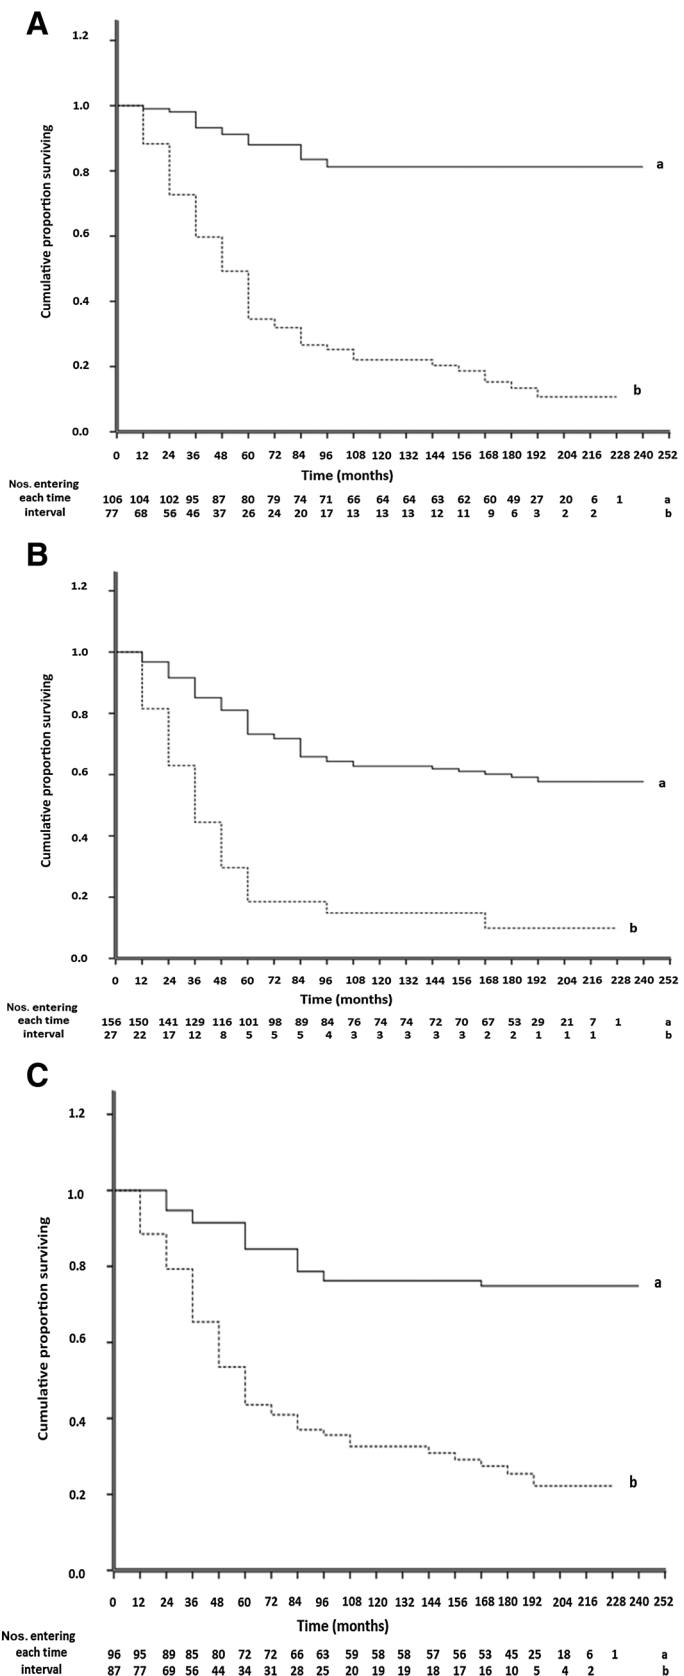 A
1.2
1.0
0.8
0.6
0.4
0.2
0.0
Cumulative proportion surviving
a
b
0 12 24 36 48 60 72 84 96 108 120 132 144 156 168 180 192 204 216 228 240 252
Time (months)
Nos. entering
each time
interval
106 104 102 95 87 80 79 74 71 66 64 64 63 62 60 49 27 20 6 1 a
77 68 56 46 37 26 24 20 17 13 13 13 12 11 9 6 3 2 2 b
B
1.2
1.0
0.8
0.6
0.4
0.2
0.0
Cumulative proportion surviving
a
b
0 12 24 36 48 60 72 84 96 108 120 132 144 156 168 180 192 204 216 228 240 252
Time (months)
Nos. entering
each time
interval
156 150 141 129 116 101 98 89 84 76 74 74 72 70 67 53 29 21 7 1 a
27 22 17 12 8 5 5 5 4 3 3 3 3 3 2 2 1 1 1 b
C
1.2
1.0
0.8
0.6
0.4
0.2
0.0
Cumulative proportion surviving
a
b
0 12 24 36 48 60 72 84 96 108 120 132 144 156 168 180 192 204 216 228 240 252
Time (months)
Nos. entering
each time
interval
96 95 89 85 80 72 72 66 63 59 58 58 57 56 53 45 25 18 6 1 a
87 77 69 56 44 34 31 28 25 20 19 19 18 17 16 10 5 4 2 b